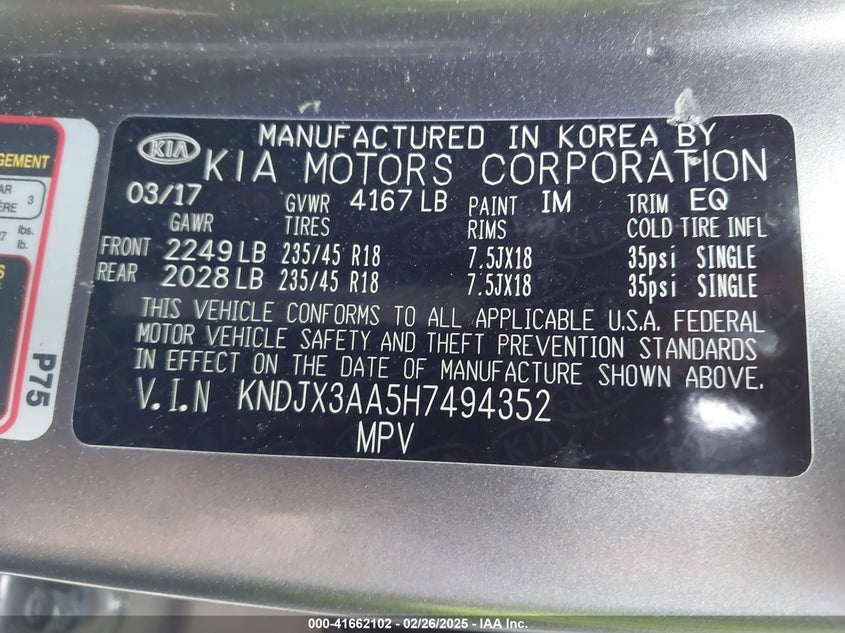 KIA
MANUFACTURED IN KOREA BY
KIA MOTORS CORPORATION
03/17 GVWR 4167 LB PAINT IM TRIM EQ
GAWR TIRES RIMS COLD TIRE INFL
FRONT 2249 LB 235/45 R18 7.5JX18 35psi SINGLE
REAR 2028 LB 235/45 R18 7.5JX18 35psi SINGLE
THIS VEHICLE CONFORMS TO ALL APPLICABLE U.S.A. FEDERAL
MOTOR VEHICLE SAFETY AND THEFT PREVENTION STANDARDS
IN EFFECT ON THE DATE OF MANUFACTURE SHOWN ABOVE.
V.I.N KNDJX3AA5H7494352
MPV
3
lbs.
lb.
P75
000-41662102 - 02/26/2025 - IAA Inc.